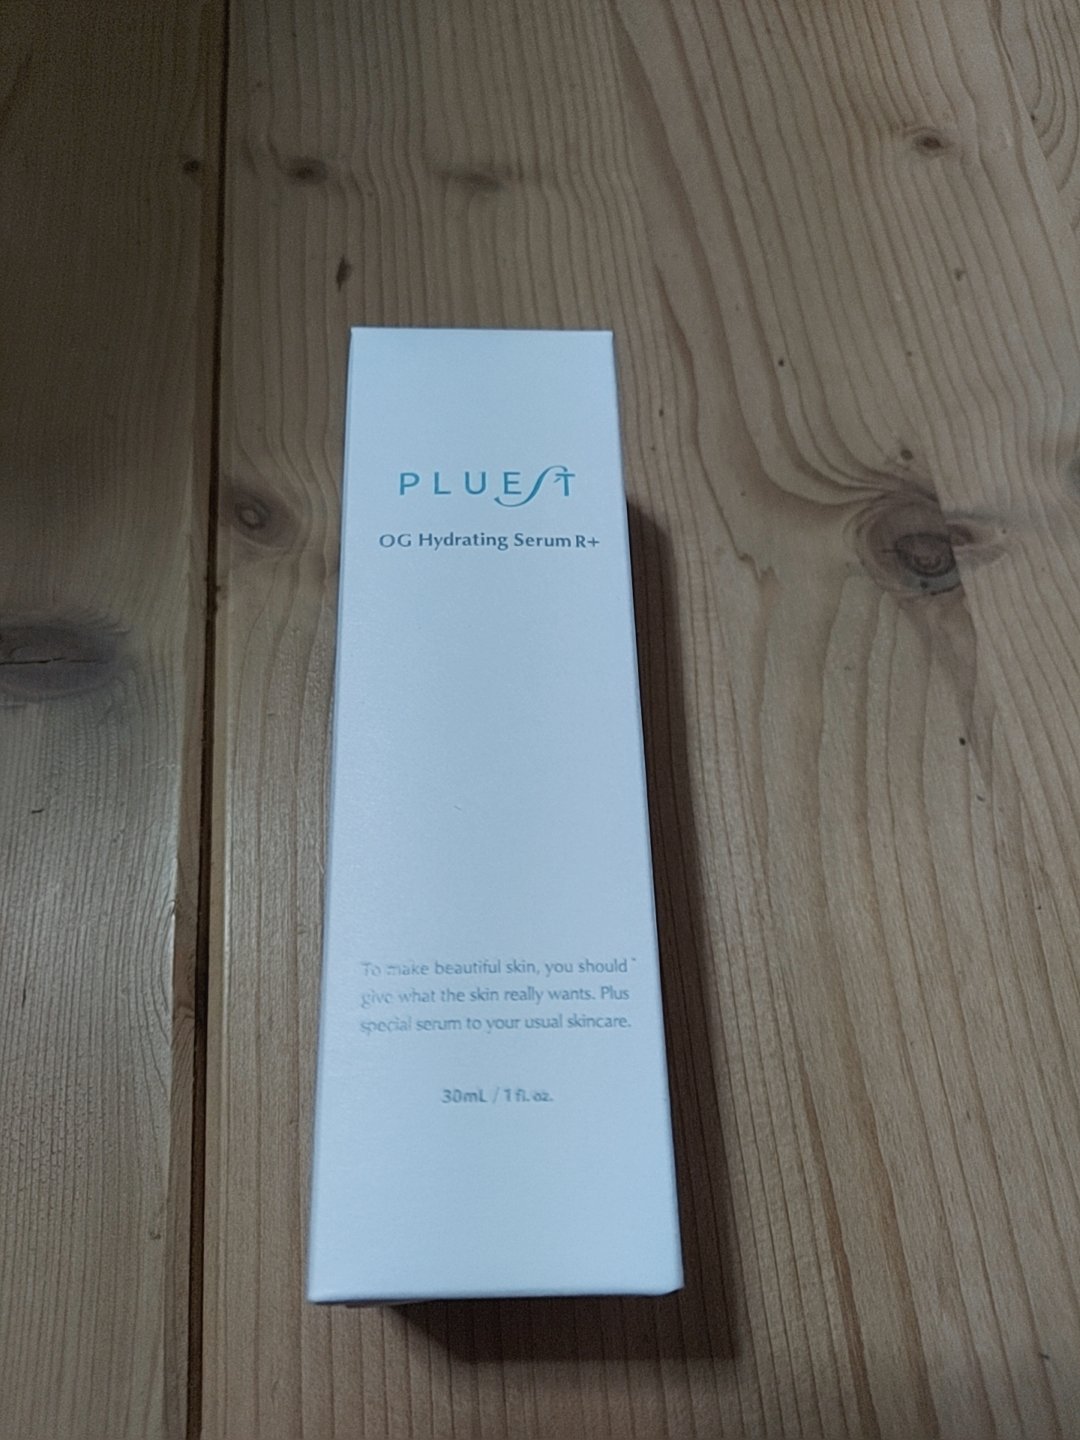 PLUEST
OG Hydrating Serum R+
To make beautiful skin, you should
give what the skin really wants. Plus
special serum to your usual skincare.
30mL / 1 fl. oz.